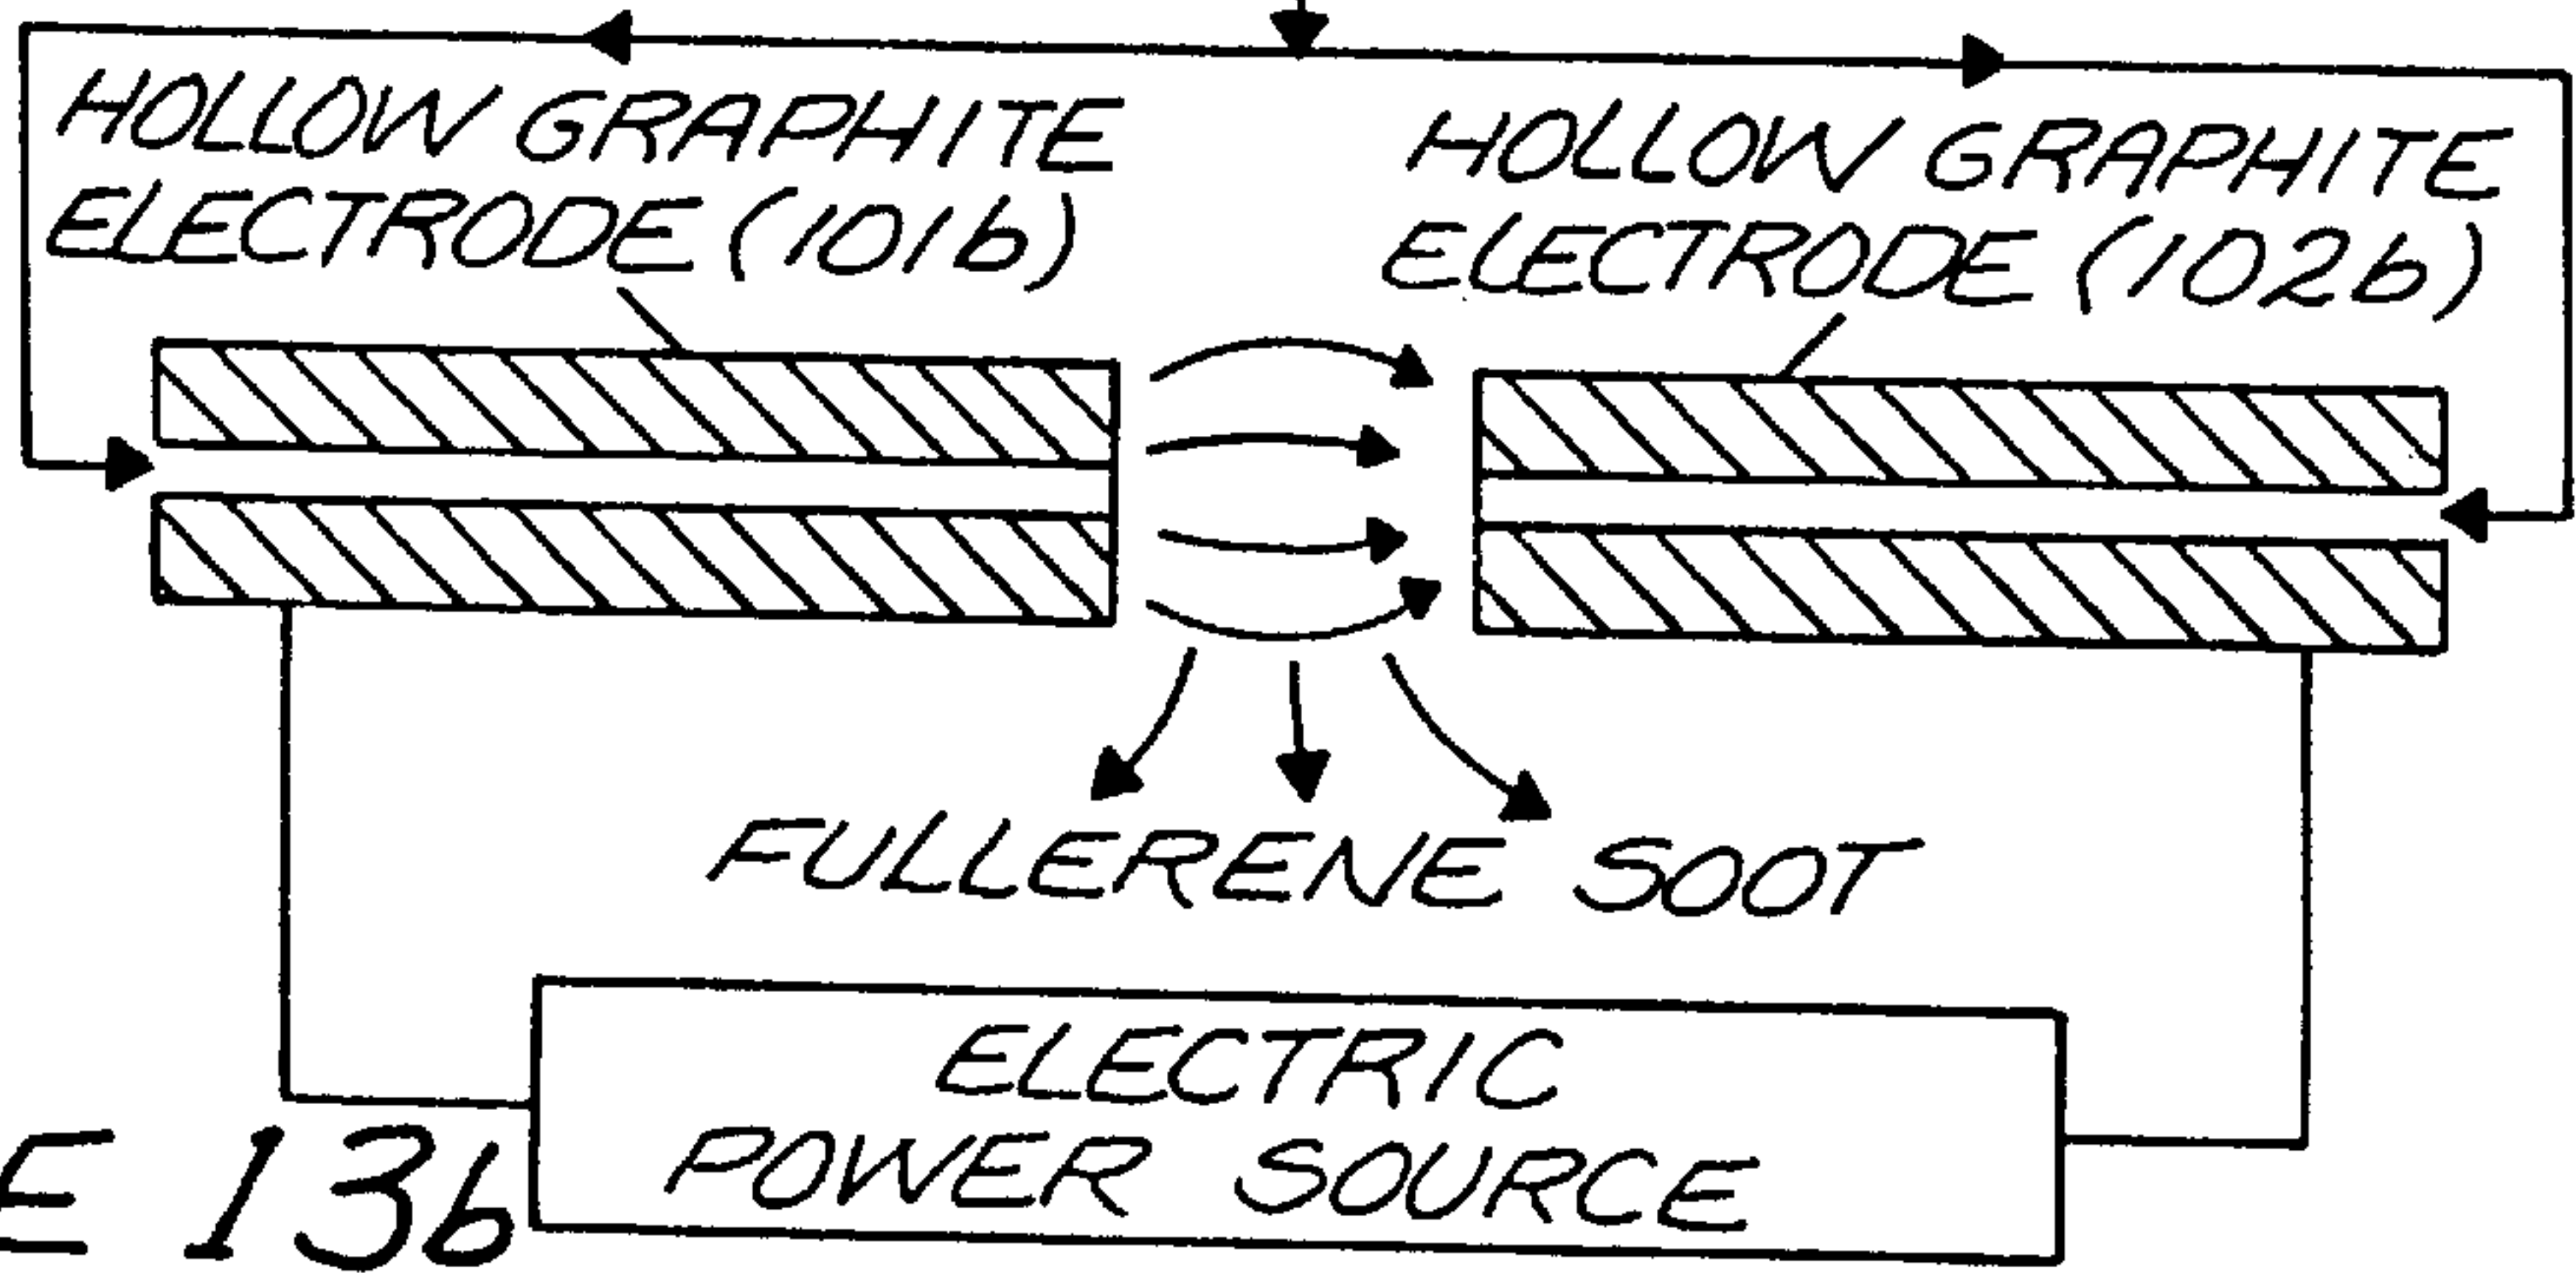 HOLLOW GRAPHITE
ELECTRODE (101b)
HOLLOW GRAPHITE
ELECTRODE (102b)
FULLERENE SOOT
ELECTRIC
POWER SOURCE
E 13b